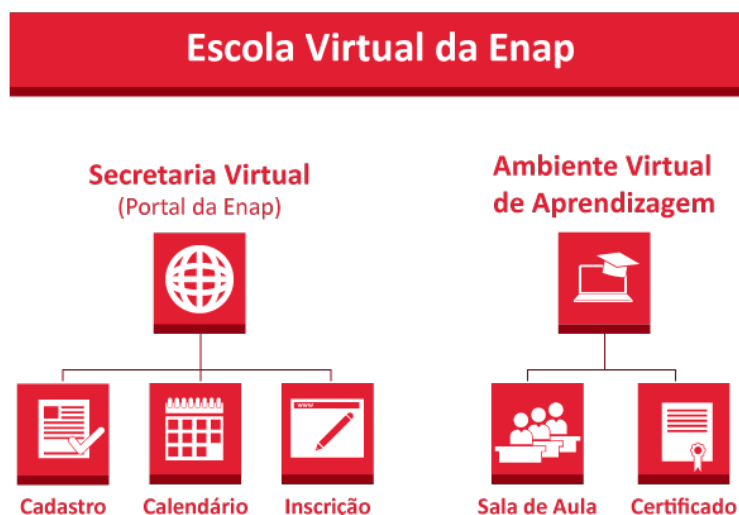 Escola Virtual da Enap
Secretaria Virtual
(Portal da Enap)
Ambiente Virtual
de Aprendizagem
www
Cadastro
Calendário
Inscrição
Sala de Aula
Certificado